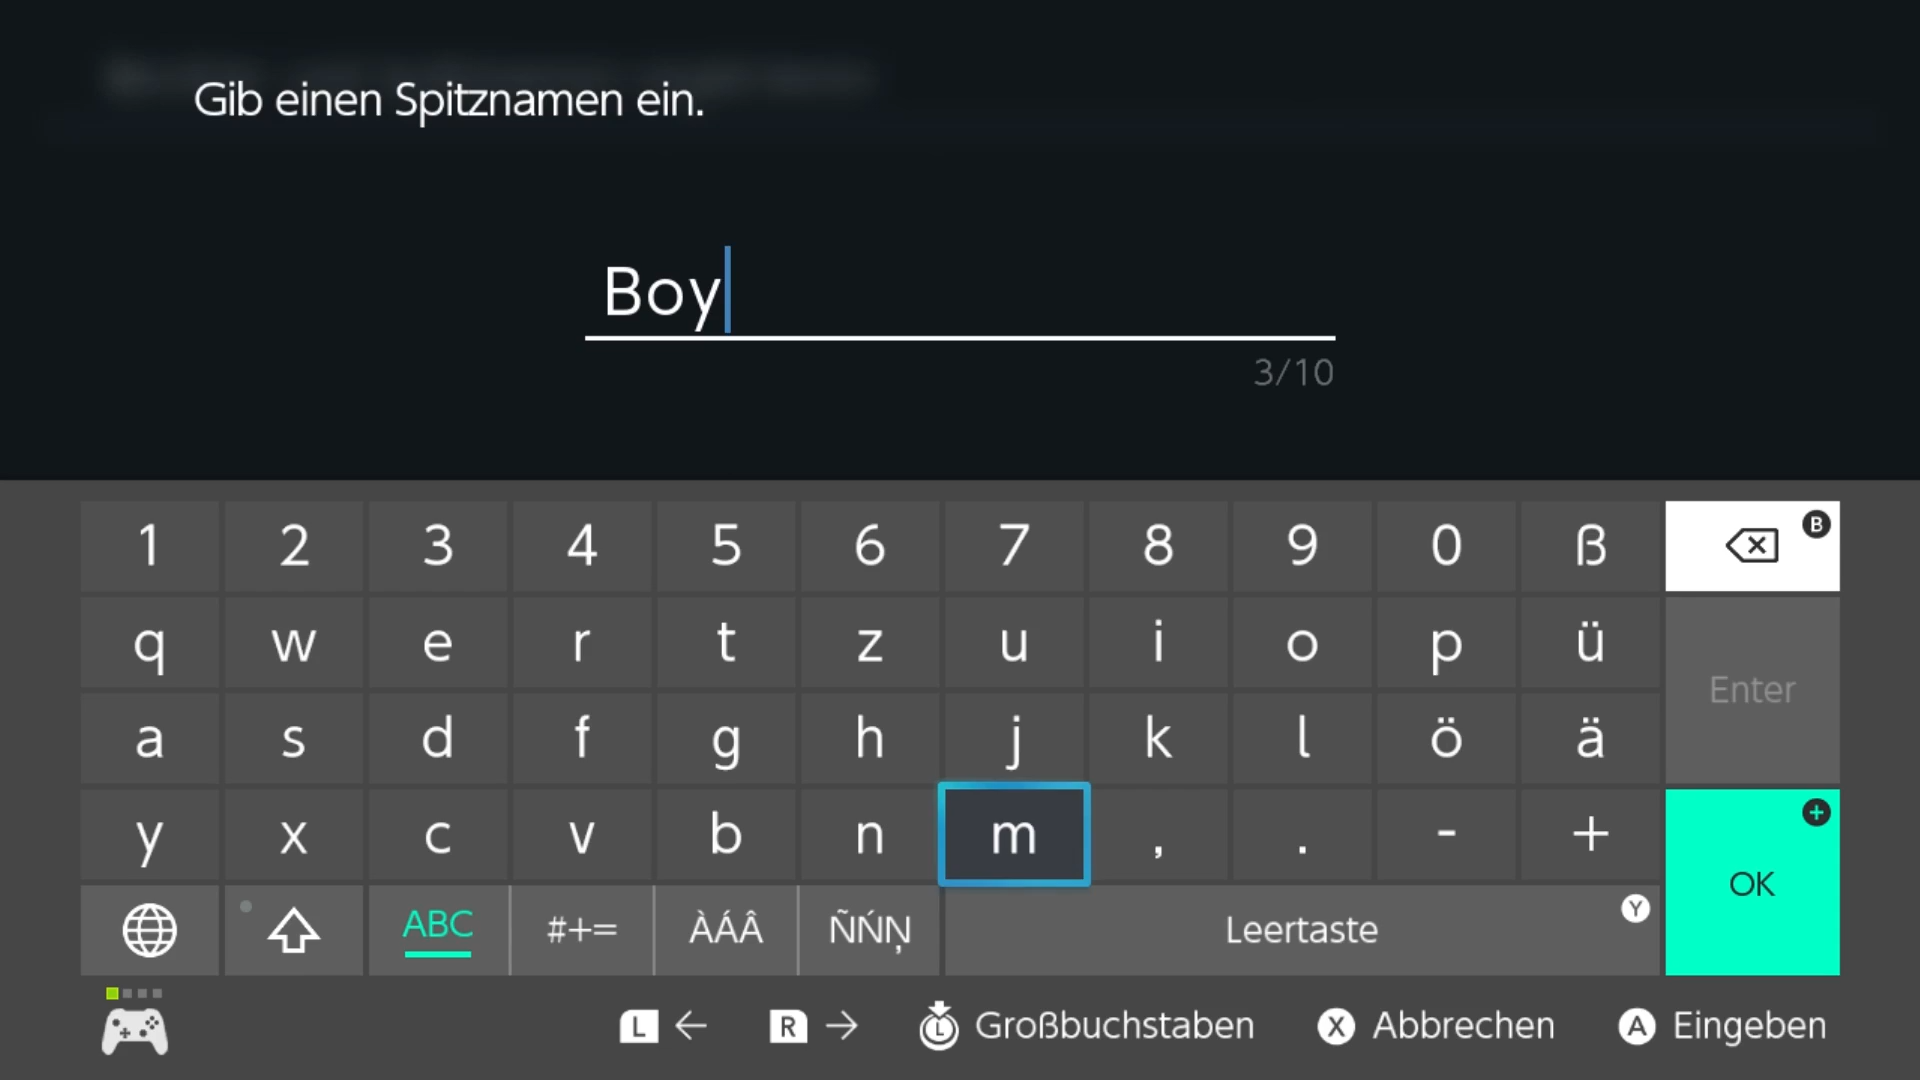 Gib einen Spitznamen ein.
Boy
3/10
1 2 3 4 5 6 7 8 9 0 ß B
q w e r t z u i o p ü
Enter
a s d f g h j k l ö ä
y x c v b n m , . - +
OK +
ABC #+= ÀÁÂ ÑŃŅ Leertaste Y
L ← R → L Großbuchstaben X Abbrechen A Eingeben